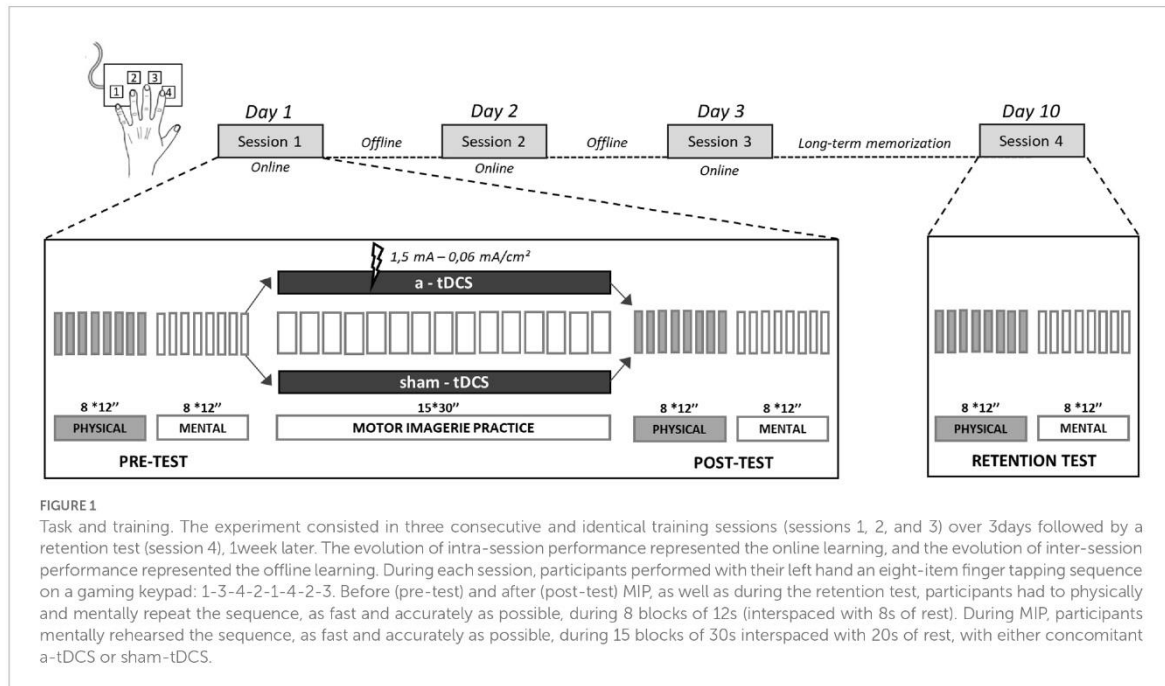 1
2
3
4
Day 1
Day 2
Day 3
Day 10
Session 1
Offline
Session 2
Offline
Session 3
Long-term memorization
Session 4
Online
Online
Online
1,5 mA – 0,06 mA/cm²
a - tDCS
sham - tDCS
8 *12’’
8 *12’’
15*30’’
8 *12’’
8 *12’’
8 *12’’
8 *12’’
PHYSICAL
MENTAL
MOTOR IMAGERIE PRACTICE
PHYSICAL
MENTAL
PHYSICAL
MENTAL
PRE-TEST
POST-TEST
RETENTION TEST
FIGURE 1
Task and training. The experiment consisted in three consecutive and identical training sessions (sessions 1, 2, and 3) over 3days followed by a
retention test (session 4), 1week later. The evolution of intra-session performance represented the online learning, and the evolution of inter-session
performance represented the offline learning. During each session, participants performed with their left hand an eight-item finger tapping sequence
on a gaming keypad: 1-3-4-2-1-4-2-3. Before (pre-test) and after (post-test) MIP, as well as during the retention test, participants had to physically
and mentally repeat the sequence, as fast and accurately as possible, during 8 blocks of 12s (interspaced with 8s of rest). During MIP, participants
mentally rehearsed the sequence, as fast and accurately as possible, during 15 blocks of 30s interspaced with 20s of rest, with either concomitant
a-tDCS or sham-tDCS.